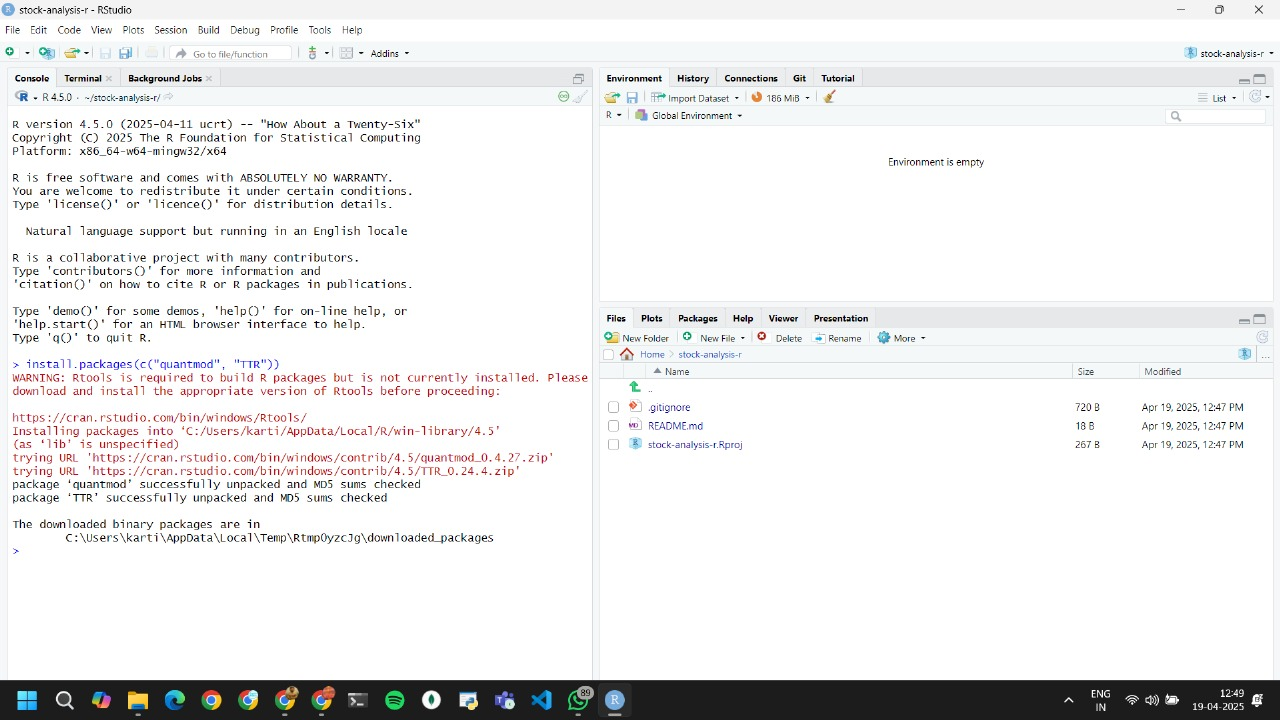 stock-analysis-r - RStudio
File Edit Code View Plots Session Build Debug Profile Tools Help
Go to file/function Addins stock-analysis-r
Console Terminal Background Jobs
R 4.5.0 · ~/stock-analysis-r/
R version 4.5.0 (2025-04-11 ucrt) -- "How About a Twenty-Six"
Copyright (C) 2025 The R Foundation for Statistical Computing
Platform: x86_64-w64-mingw32/x64
R is free software and comes with ABSOLUTELY NO WARRANTY.
You are welcome to redistribute it under certain conditions.
Type 'license()' or 'licence()' for distribution details.
Natural language support but running in an English locale
R is a collaborative project with many contributors.
Type 'contributors()' for more information and
'citation()' on how to cite R or R packages in publications.
Type 'demo()' for some demos, 'help()' for on-line help, or
'help.start()' for an HTML browser interface to help.
Type 'q()' to quit R.
> install.packages(c("quantmod", "TTR"))
WARNING: Rtools is required to build R packages but is not currently installed. Please
download and install the appropriate version of Rtools before proceeding:
https://cran.rstudio.com/bin/windows/Rtools/
Installing packages into ‘C:/Users/karti/AppData/Local/R/win-library/4.5’
(as ‘lib’ is unspecified)
trying URL 'https://cran.rstudio.com/bin/windows/contrib/4.5/quantmod_0.4.27.zip'
trying URL 'https://cran.rstudio.com/bin/windows/contrib/4.5/TTR_0.24.4.zip'
package ‘quantmod’ successfully unpacked and MD5 sums checked
package ‘TTR’ successfully unpacked and MD5 sums checked
The downloaded binary packages are in
C:\Users\karti\AppData\Local\Temp\RtmpOyzcJg\downloaded_packages
>
Environment History Connections Git Tutorial
Import Dataset 186 MiB List
R Global Environment
Environment is empty
Files Plots Packages Help Viewer Presentation
New Folder New File Delete Rename More
Home stock-analysis-r ...
Name Size Modified
..
.gitignore 720 B Apr 19, 2025, 12:47 PM
README.md 18 B Apr 19, 2025, 12:47 PM
stock-analysis-r.Rproj 267 B Apr 19, 2025, 12:47 PM
89
ENG
IN
12:49
19-04-2025